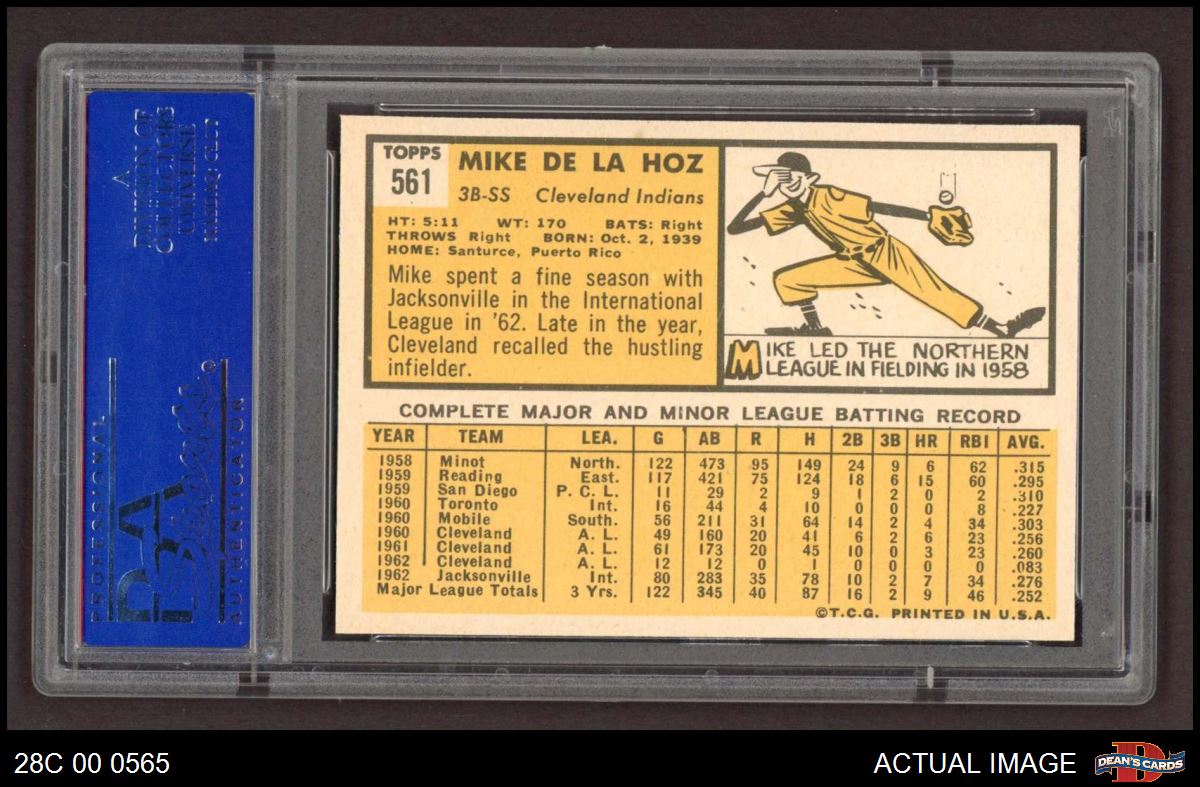 A
DIVISION OF
COLLECTORS
UNIVERSE
PROFESSIONAL
PSA
AUTHENTICATOR
TOPPS
561
MIKE DE LA HOZ
3B-SS Cleveland Indians
HT: 5:11 WT: 170 BATS: Right
THROWS Right BORN: Oct. 2, 1939
HOME: Santurce, Puerto Rico
Mike spent a fine season with
Jacksonville in the International
League in '62. Late in the year,
Cleveland recalled the hustling
infielder.
MIKE LED THE NORTHERN
LEAGUE IN FIELDING IN 1958
COMPLETE MAJOR AND MINOR LEAGUE BATTING RECORD
YEAR TEAM LEA. G AB R H 2B 3B HR RBI AVG.
1958 Minot North. 122 473 95 149 24 9 6 62 .315
1959 Reading East. 117 421 75 124 18 6 15 60 .295
1959 San Diego P. C. L. 11 29 2 9 1 2 0 2 .310
1960 Toronto Int. 16 44 4 10 0 0 0 8 .227
1960 Mobile South. 56 211 31 64 14 2 4 34 .303
1960 Cleveland A. L. 49 160 20 41 6 2 6 23 .256
1961 Cleveland A. L. 61 173 20 45 10 0 3 23 .260
1962 Cleveland A. L. 12 12 0 1 0 0 0 0 .083
1962 Jacksonville Int. 80 283 35 78 10 2 7 34 .276
Major League Totals 3 Yrs. 122 345 40 87 16 2 9 46 .252
©T.C.G. PRINTED IN U.S.A.
28C 00 0565
ACTUAL IMAGE
DEAN'S CARDS